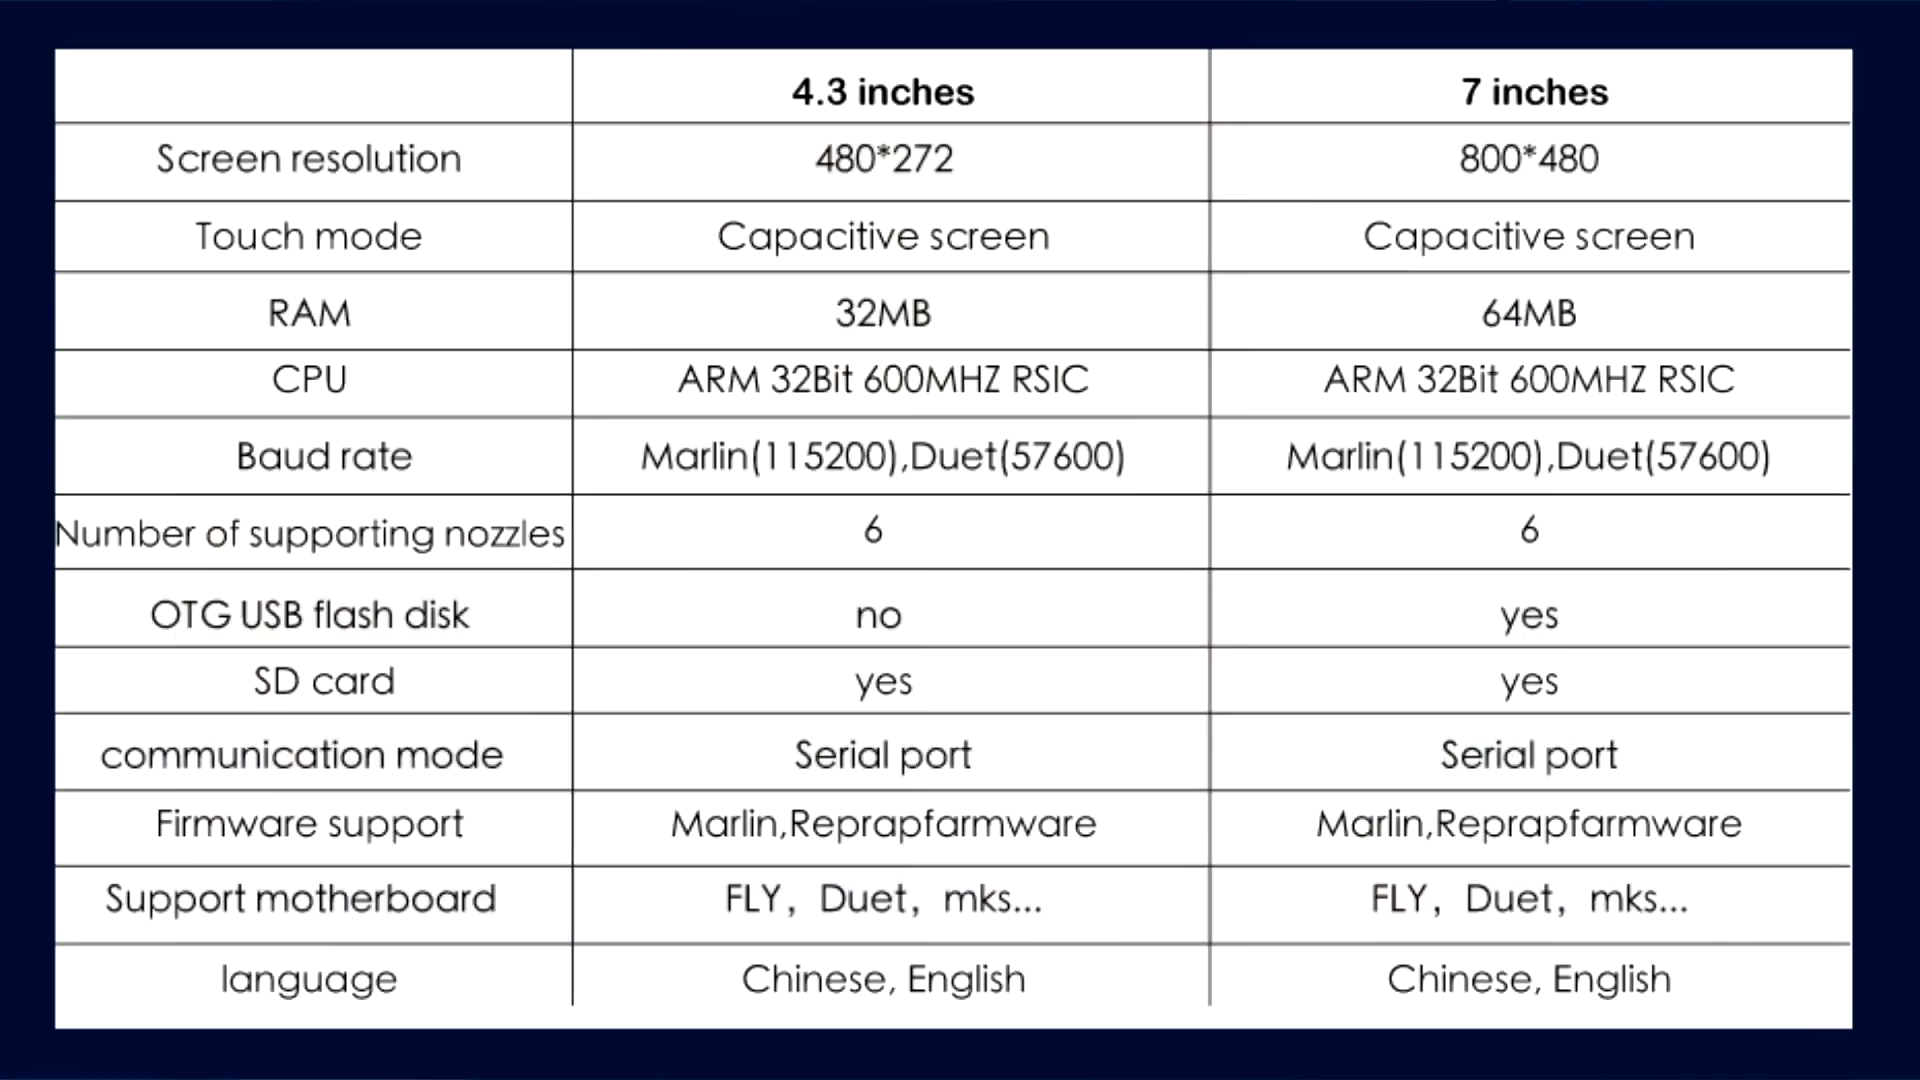 4.3 inches 7 inches
Screen resolution 480*272 800*480
Touch mode Capacitive screen Capacitive screen
RAM 32MB 64MB
CPU ARM 32Bit 600MHZ RSIC ARM 32Bit 600MHZ RSIC
Baud rate Marlin(115200),Duet(57600) Marlin(115200),Duet(57600)
Number of supporting nozzles 6 6
OTG USB flash disk no yes
SD card yes yes
communication mode Serial port Serial port
Firmware support Marlin,Reprapfarmware Marlin,Reprapfarmware
Support motherboard FLY，Duet，mks... FLY，Duet，mks...
language Chinese, English Chinese, English